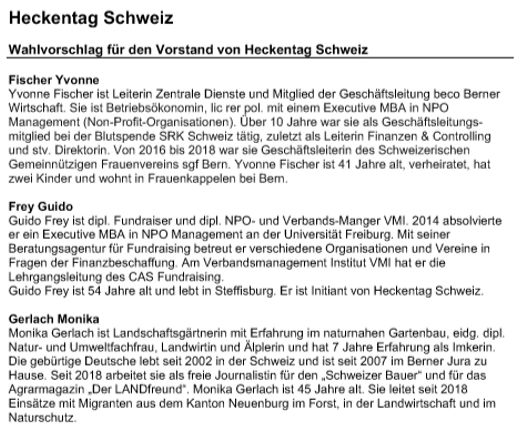 Heckentag Schweiz
Wahlvorschlag für den Vorstand von Heckentag Schweiz
Fischer Yvonne
Yvonne Fischer ist Leiterin Zentrale Dienste und Mitglied der Geschäftsleitung beco Berner
Wirtschaft. Sie ist Betriebsökonomin, lic rer pol. mit einem Executive MBA in NPO
Management (Non-Profit-Organisationen). Über 10 Jahre war sie als Geschäftsleitungs-
mitglied bei der Blutspende SRK Schweiz tätig, zuletzt als Leiterin Finanzen & Controlling
und stv. Direktorin. Von 2016 bis 2018 war sie Geschäftsleiterin des Schweizerischen
Gemeinnützigen Frauenvereins sgf Bern. Yvonne Fischer ist 41 Jahre alt, verheiratet, hat
zwei Kinder und wohnt in Frauenkappelen bei Bern.
Frey Guido
Guido Frey ist dipl. Fundraiser und dipl. NPO- und Verbands-Manger VMI. 2014 absolvierte
er ein Executive MBA in NPO Management an der Universität Freiburg. Mit seiner
Beratungsagentur für Fundraising betreut er verschiedene Organisationen und Vereine in
Fragen der Finanzbeschaffung. Am Verbandsmanagement Institut VMI hat er die
Lehrgangsleitung des CAS Fundraising.
Guido Frey ist 54 Jahre alt und lebt in Steffisburg. Er ist Initiant von Heckentag Schweiz.
Gerlach Monika
Monika Gerlach ist Landschaftsgärtnerin mit Erfahrung im naturnahen Gartenbau, eidg. dipl.
Natur- und Umweltfachfrau, Landwirtin und Älplerin und hat 7 Jahre Erfahrung als Imkerin.
Die gebürtige Deutsche lebt seit 2002 in der Schweiz und ist seit 2007 im Berner Jura zu
Hause. Seit 2018 arbeitet sie als freie Journalistin für den „Schweizer Bauer“ und für das
Agrarmagazin „Der LANDfreund“. Monika Gerlach ist 45 Jahre alt. Sie leitet seit 2018
Einsätze mit Migranten aus dem Kanton Neuenburg im Forst, in der Landwirtschaft und im
Naturschutz.